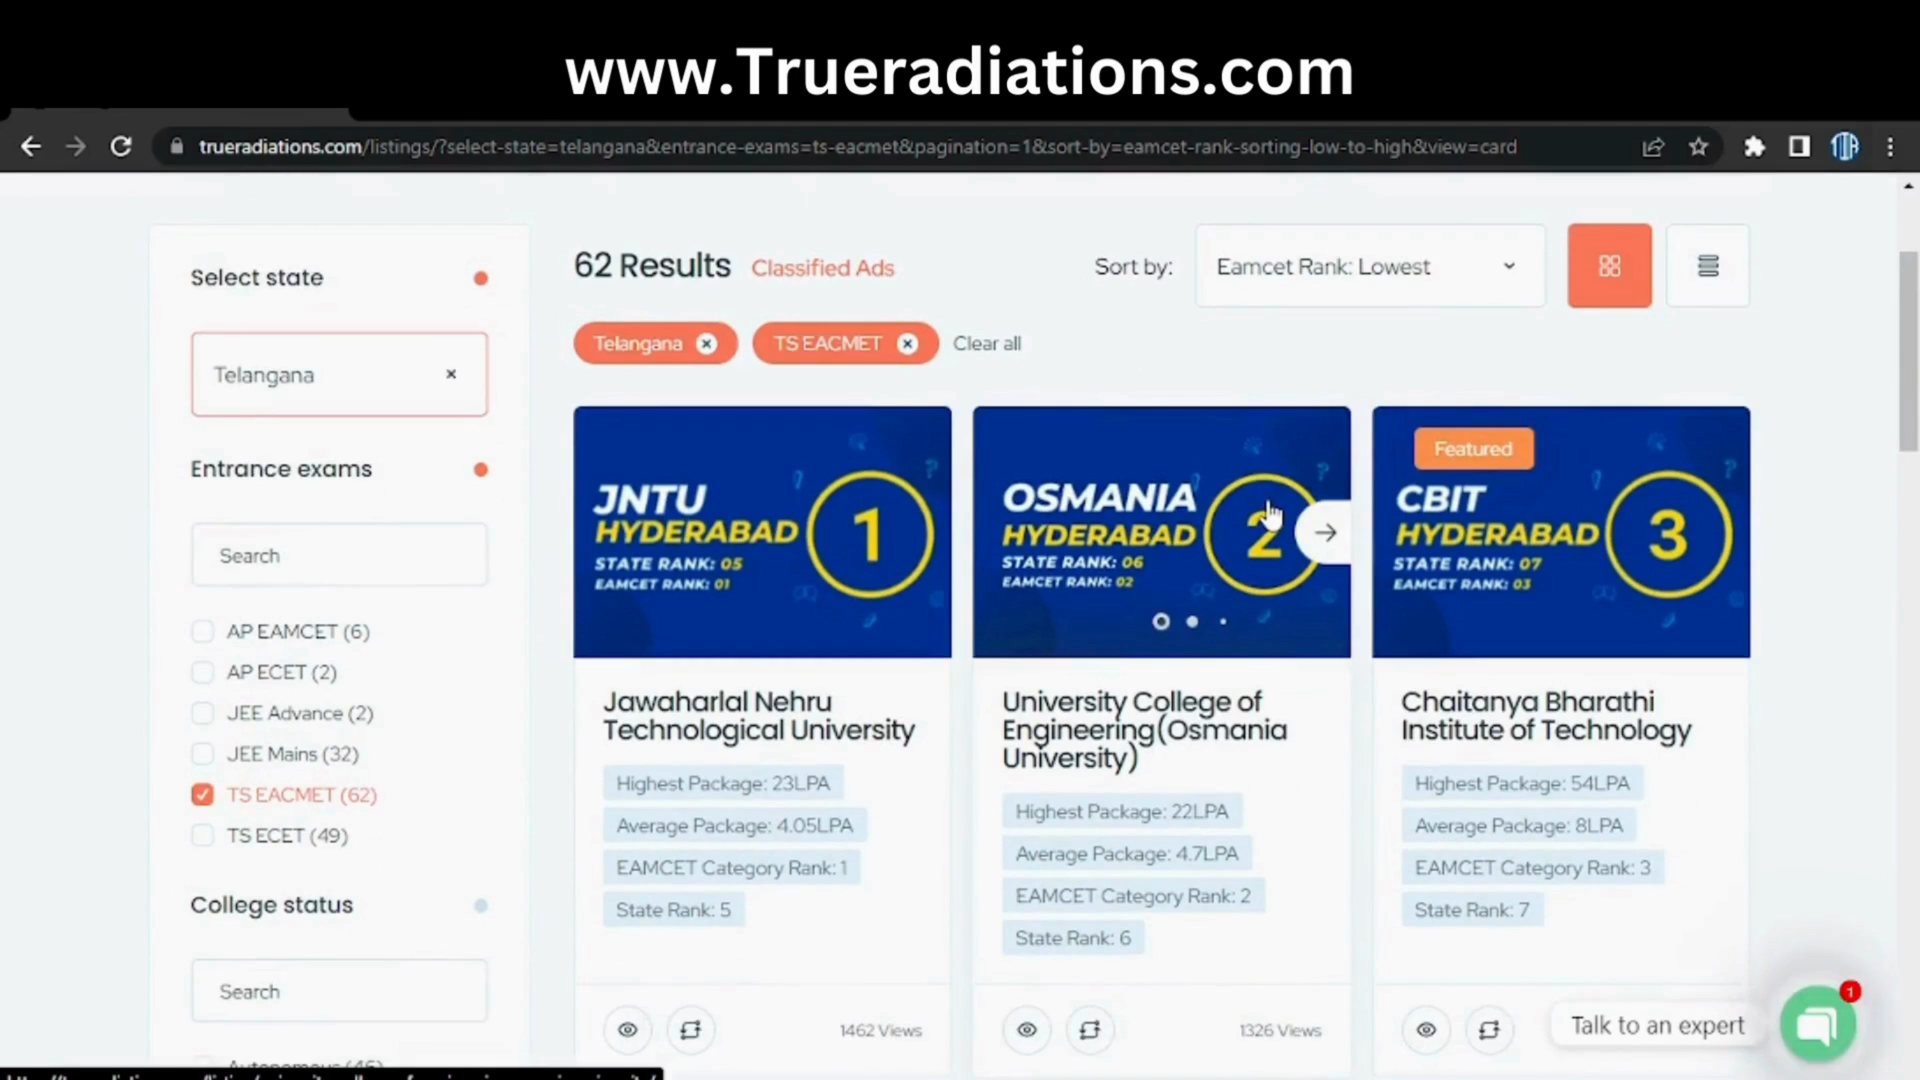 www.Trueradiations.com
trueradiations.com/listings/?select-state=telangana&entrance-exams=ts-eacmet&pagination=1&sort-by=eamcet-rank-sorting-low-to-high&view=card
Select state
Telangana
Entrance exams
Search
AP EAMCET (6)
AP ECET (2)
JEE Advance (2)
JEE Mains (32)
TS EACMET (62)
TS ECET (49)
College status
Search
62 Results Classified Ads
Sort by: Eamcet Rank: Lowest
Telangana TS EACMET Clear all
JNTU
HYDERABAD
STATE RANK: 05
EAMCET RANK: 01
1
Jawaharlal Nehru
Technological University
Highest Package: 23LPA
Average Package: 4.05LPA
EAMCET Category Rank: 1
State Rank: 5
1462 Views
OSMANIA
HYDERABAD
STATE RANK: 06
EAMCET RANK: 02
2
University College of
Engineering(Osmania
University)
Highest Package: 22LPA
Average Package: 4.7LPA
EAMCET Category Rank: 2
State Rank: 6
1326 Views
Featured
CBIT
HYDERABAD
STATE RANK: 07
EAMCET RANK: 03
3
Chaitanya Bharathi
Institute of Technology
Highest Package: 54LPA
Average Package: 8LPA
EAMCET Category Rank: 3
State Rank: 7
Talk to an expert
1